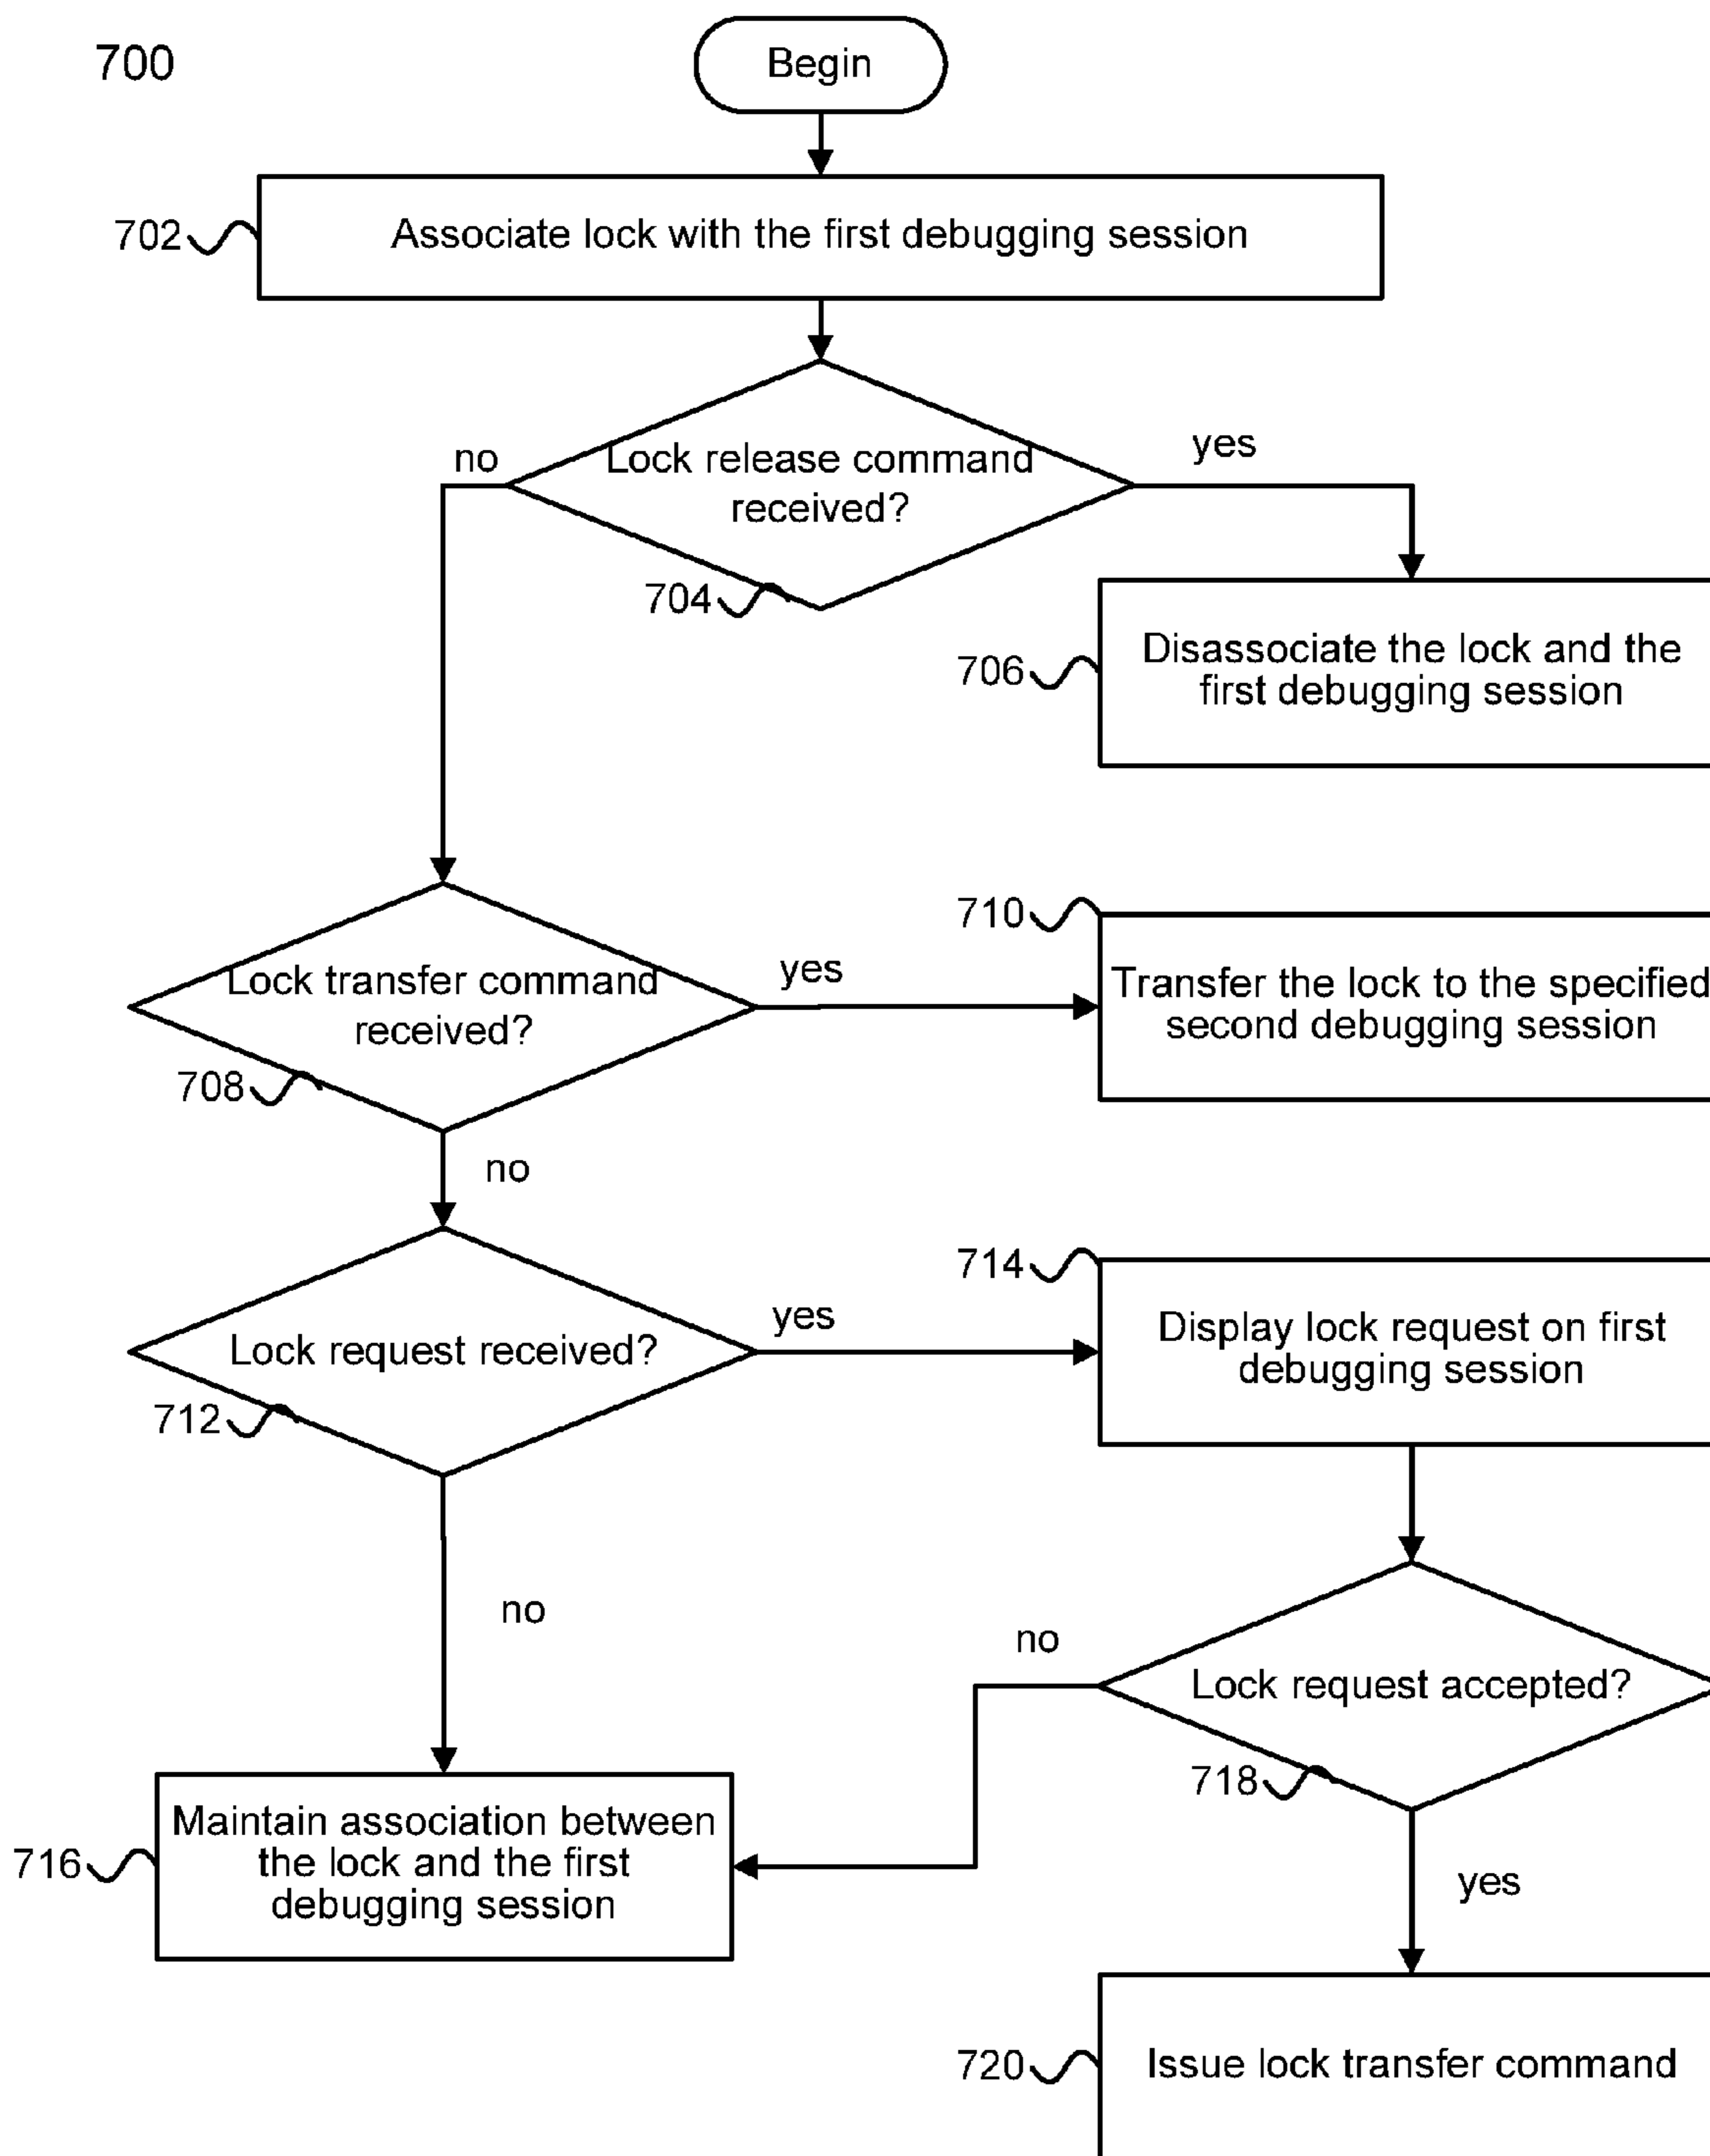 700
Begin
702
Associate lock with the first debugging session
no
Lock release command
received?
yes
704
706
Disassociate the lock and the
first debugging session
Lock transfer command
received?
yes
708
710
Transfer the lock to the specified
second debugging session
no
Lock request received?
yes
712
714
Display lock request on first
debugging session
no
no
Lock request accepted?
718
716
Maintain association between
the lock and the first
debugging session
yes
720
Issue lock transfer command